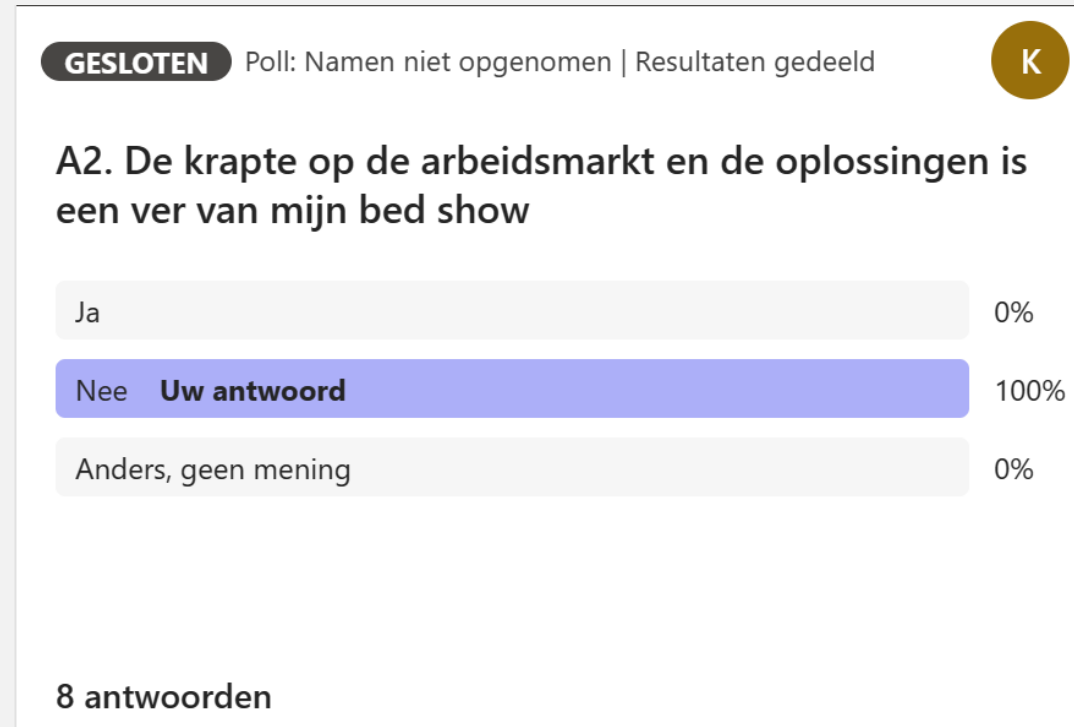 GESLOTEN Poll: Namen niet opgenomen | Resultaten gedeeld K
A2. De krapte op de arbeidsmarkt en de oplossingen is
een ver van mijn bed show
Ja 0%
Nee Uw antwoord 100%
Anders, geen mening 0%
8 antwoorden